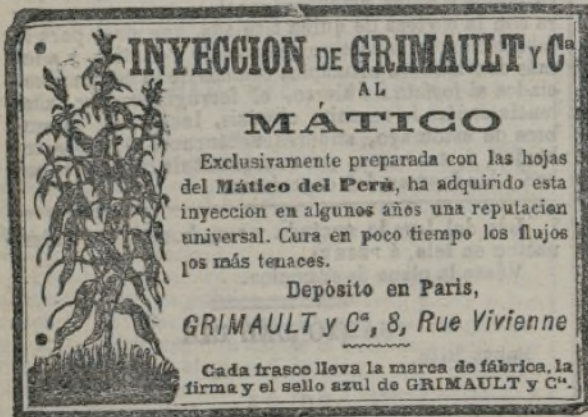 INYECCION DE GRIMAULT Y Cª
AL
MÁTICO
Exclusivamente preparada con las hojas
del Mático del Perú, ha adquirido esta
inyeccion en algunos años una reputacion
universal. Cura en poco tiempo los flujos
los más tenaces.
Depósito en Paris,
GRIMAULT y Cª, 8, Rue Vivienne
Cada frasco lleva la marca de fábrica, la
firma y el sello azul de GRIMAULT y Cª.